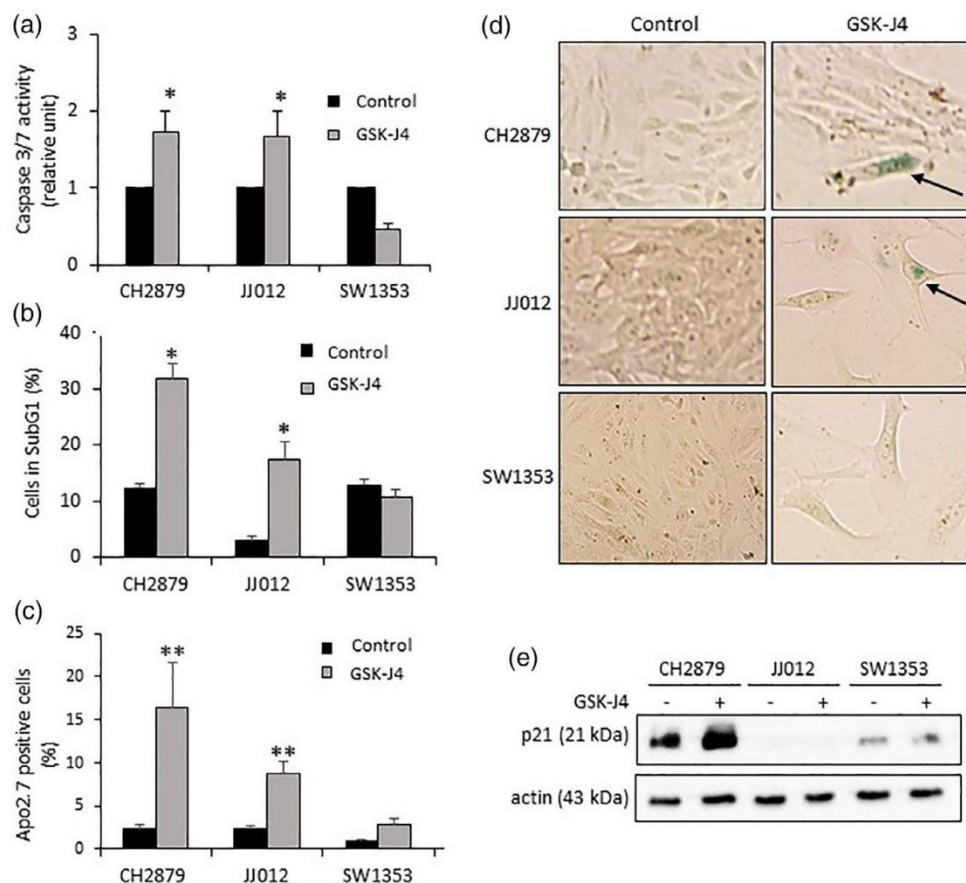 (a)
Caspase 3/7 activity
(relative unit)
3
2
1
0
*
*
Control
GSK-J4
CH2879
JJ012
SW1353
(b)
Cells in SubG1 (%)
40
30
20
10
0
*
*
Control
GSK-J4
CH2879
JJ012
SW1353
(c)
Apo2.7 positive cells
(%)
25
20
15
10
5
0
**
**
Control
GSK-J4
CH2879
JJ012
SW1353
(d)
Control
GSK-J4
CH2879
JJ012
SW1353
(e)
CH2879
JJ012
SW1353
GSK-J4
-
+
-
+
-
+
p21 (21 kDa)
actin (43 kDa)